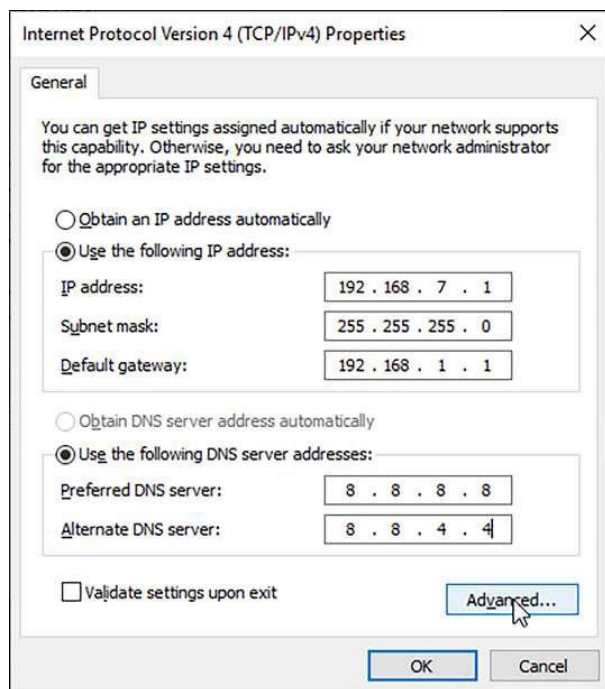 Internet Protocol Version 4 (TCP/IPv4) Properties
General
You can get IP settings assigned automatically if your network supports
this capability. Otherwise, you need to ask your network administrator
for the appropriate IP settings.
Obtain an IP address automatically
Use the following IP address:
IP address: 192 . 168 . 7 . 1
Subnet mask: 255 . 255 . 255 . 0
Default gateway: 192 . 168 . 1 . 1
Obtain DNS server address automatically
Use the following DNS server addresses:
Preferred DNS server: 8 . 8 . 8 . 8
Alternate DNS server: 8 . 8 . 4 . 4
Validate settings upon exit
Advanced...
OK Cancel